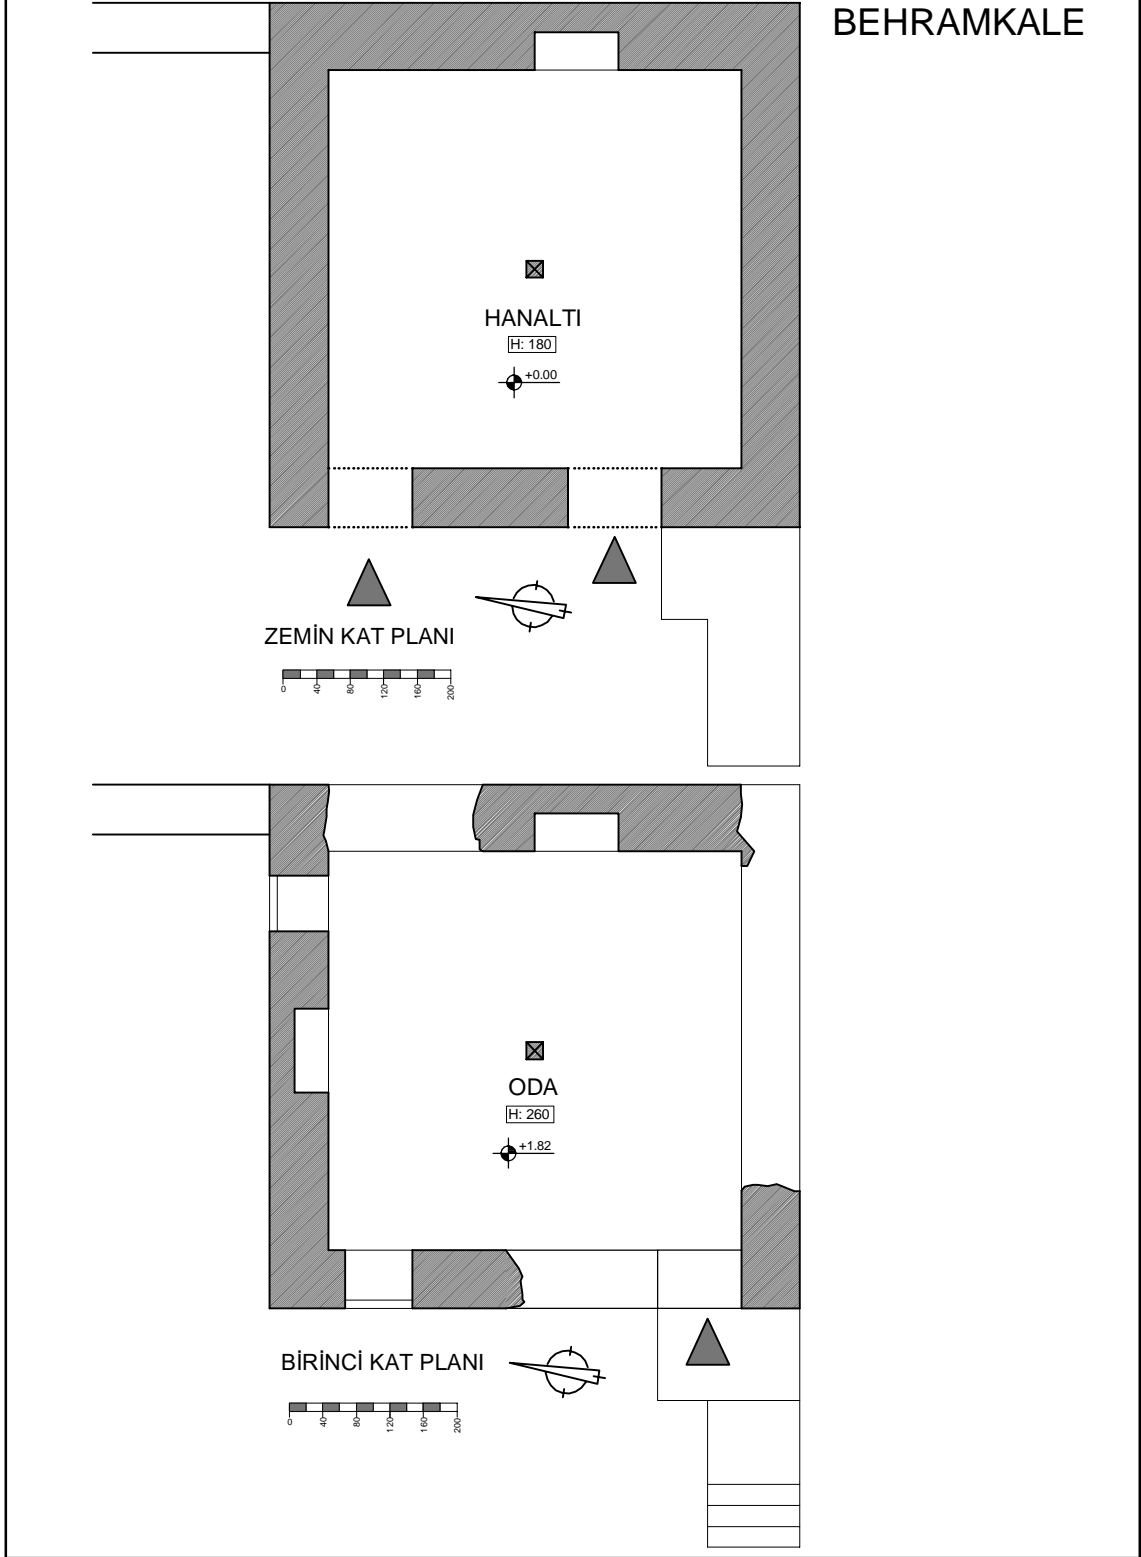 BEHRAMKALE
HANALTI
H: 180
+0.00
ZEMİN KAT PLANI
0 40 80 120 160 200
ODA
H: 260
+1.82
BİRİNCİ KAT PLANI
0 40 80 120 160 200